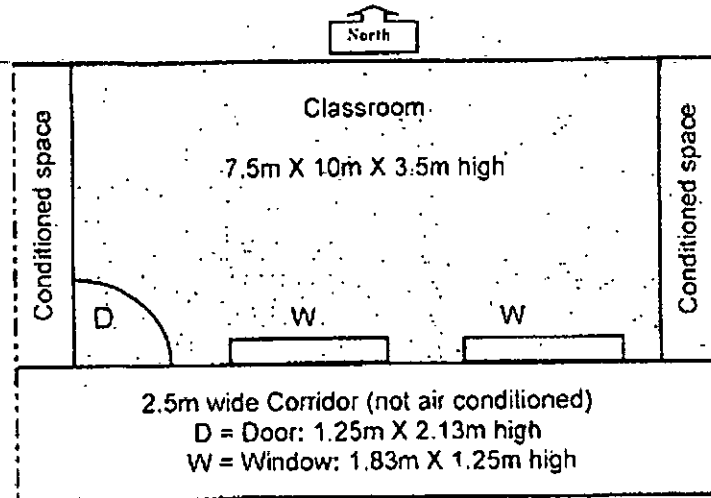 North
Classroom
7.5m X 10m X 3.5m high
Conditioned space
Conditioned space
D
W
W
2.5m wide Corridor (not air conditioned)
D = Door: 1.25m X 2.13m high
W = Window: 1.83m X 1.25m high